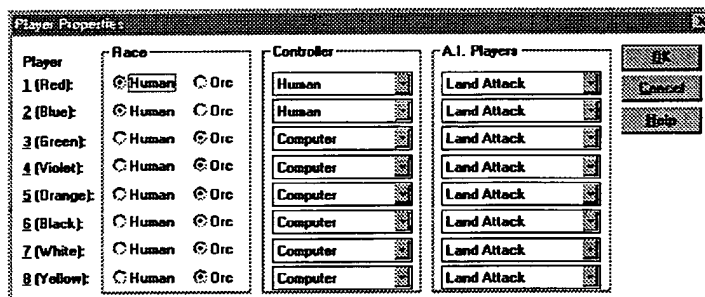 Player Properties
Player Race Controller A.I. Players OK
1 (Red): Human Orc Human Land Attack Cancel
2 (Blue): Human Orc Human Land Attack Help
3 (Green): Human Orc Computer Land Attack
4 (Violet): Human Orc Computer Land Attack
5 (Orange): Human Orc Computer Land Attack
6 (Black): Human Orc Computer Land Attack
7 (White): Human Orc Computer Land Attack
8 (Yellow): Human Orc Computer Land Attack